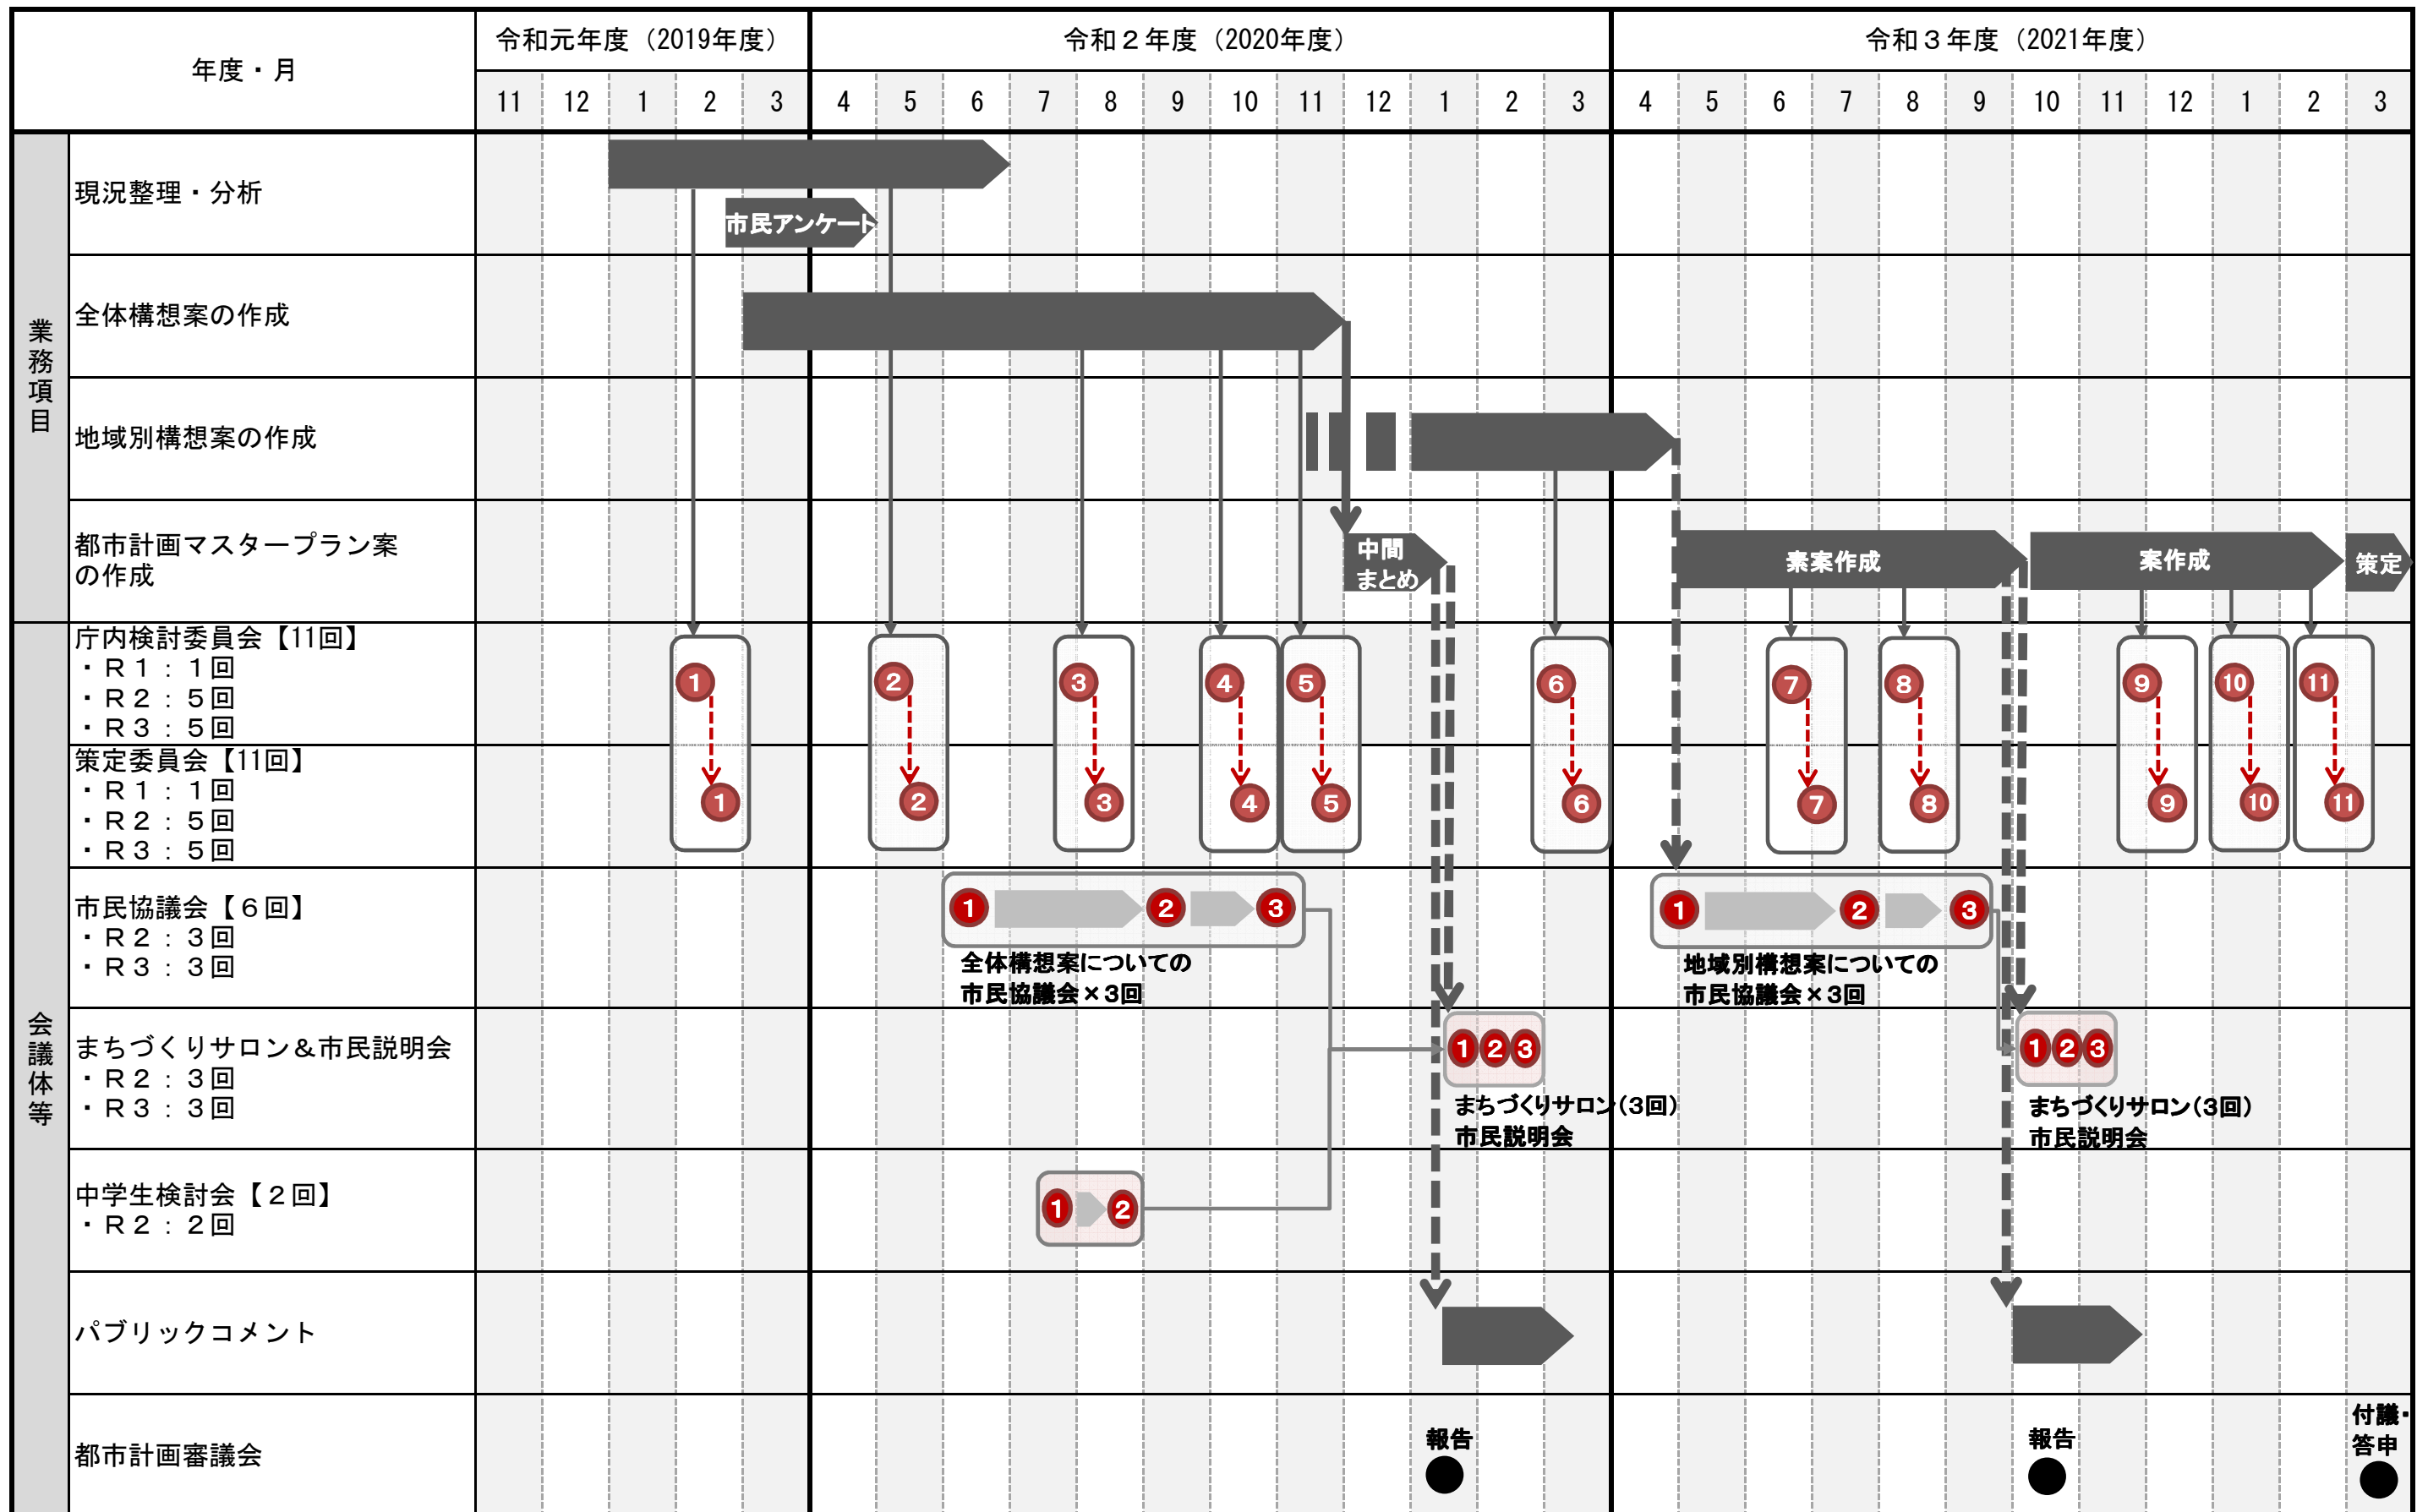 年度・月
令和元年度（2019年度）
令和２年度（2020年度）
令和３年度（2021年度）
11 12 1 2 3 4 5 6 7 8 9 10 11 12 1 2 3 4 5 6 7 8 9 10 11 12 1 2 3
業務項目
現況整理・分析
市民アンケート
全体構想案の作成
地域別構想案の作成
都市計画マスタープラン案
の作成
中間
まとめ
素案作成
案作成
策定
会議体等
庁内検討委員会【11回】
・Ｒ１：１回
・Ｒ２：５回
・Ｒ３：５回
1 2 3 4 5 6 7 8 9 10 11
策定委員会【11回】
・Ｒ１：１回
・Ｒ２：５回
・Ｒ３：５回
1 2 3 4 5 6 7 8 9 10 11
市民協議会【６回】
・Ｒ２：３回
・Ｒ３：３回
1 2 3
全体構想案についての
市民協議会×3回
1 2 3
地域別構想案についての
市民協議会×3回
まちづくりサロン＆市民説明会
・Ｒ２：３回
・Ｒ３：３回
1 2 3
まちづくりサロン（3回）
市民説明会
1 2 3
まちづくりサロン（3回）
市民説明会
中学生検討会【２回】
・Ｒ２：２回
1 2
パブリックコメント
都市計画審議会
報告
報告
付議・
答申